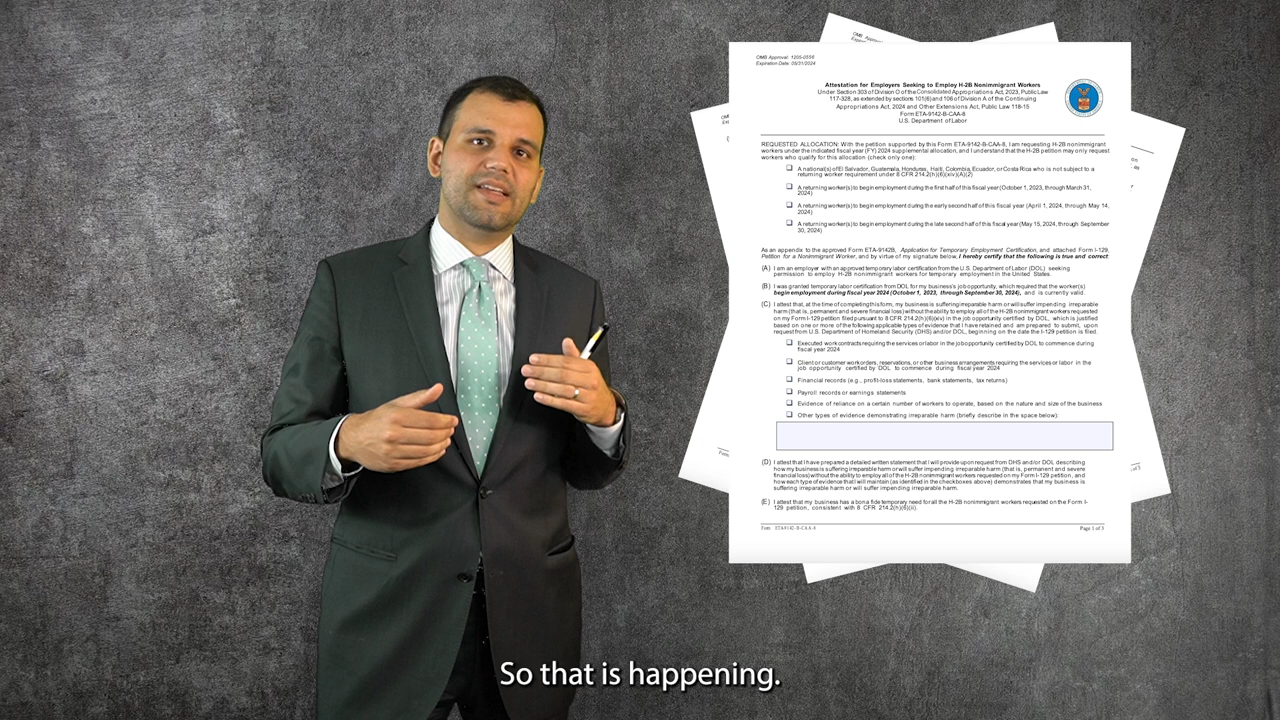 OMB Approval: 1205-0556
Expiration Date: 05/31/2024
Attestation for Employers Seeking to Employ H-2B Nonimmigrant Workers
Under Section 303 of Division O of the Consolidated Appropriations Act, 2023, Public Law
117-328, as extended by sections 101(6) and 106 of Division A of the Continuing
Appropriations Act, 2024 and Other Extensions Act, Public Law 118-15
Form ETA-9142-B-CAA-8
U.S. Department of Labor
REQUESTED ALLOCATION: With the petition supported by this Form ETA-9142-B-CAA-8, I am requesting H-2B nonimmigrant
workers under the indicated fiscal year (FY) 2024 supplemental allocation, and I understand that the H-2B petition may only request
workers who qualify for this allocation (check only one):
A national(s) of El Salvador, Guatemala, Honduras, Haiti, Colombia, Ecuador, or Costa Rica who is not subject to a
returning worker requirement under 8 CFR 214.2(h)(6)(xiv)(A)(2)
A returning worker(s) to begin employment during the first half of this fiscal year (October 1, 2023, through March 31,
2024)
A returning worker(s) to begin employment during the early second half of this fiscal year (April 1, 2024, through May 14,
2024)
A returning worker(s) to begin employment during the late second half of this fiscal year (May 15, 2024, through September
30, 2024)
As an appendix to the approved Form ETA-9142B, Application for Temporary Employment Certification, and attached Form I-129,
Petition for a Nonimmigrant Worker, and by virtue of my signature below, I hereby certify that the following is true and correct:
(A) I am an employer with an approved temporary labor certification from the U.S. Department of Labor (DOL) seeking
permission to employ H-2B nonimmigrant workers for temporary employment in the United States.
(B) I was granted temporary labor certification from DOL for my business's job opportunity, which required that the worker(s)
begin employment during fiscal year 2024 (October 1, 2023, through September 30, 2024), and is currently valid.
(C) I attest that, at the time of completing this form, my business is suffering irreparable harm or will suffer impending irreparable
harm (that is, permanent and severe financial loss) without the ability to employ all of the H-2B nonimmigrant workers requested
on my Form I-129 petition filed pursuant to 8 CFR 214.2(h)(6)(xiv) in the job opportunity certified by DOL, which is justified
based on one or more of the following applicable types of evidence that I have retained and am prepared to submit, upon
request from U.S. Department of Homeland Security (DHS) and/or DOL, beginning on the date the I-129 petition is filed.
Executed work contracts requiring the services or labor in the job opportunity certified by DOL to commence during
fiscal year 2024
Client or customer work orders, reservations, or other business arrangements requiring the services or labor in the
job opportunity certified by DOL to commence during fiscal year 2024
Financial records (e.g., profit-loss statements, bank statements, tax returns)
Payroll records or earnings statements
Evidence of reliance on a certain number of workers to operate, based on the nature and size of the business
Other types of evidence demonstrating irreparable harm (briefly describe in the space below):
(D) I attest that I have prepared a detailed written statement that I will provide upon request from DHS and/or DOL describing
how my business is suffering irreparable harm or will suffer impending irreparable harm (that is, permanent and severe
financial loss) without the ability to employ all of the H-2B nonimmigrant workers requested on my Form I-129 petition, and
how each type of evidence that I will maintain (as identified in the checkboxes above) demonstrates that my business is
suffering irreparable harm or will suffer impending irreparable harm.
(E) I attest that my business has a bona fide temporary need for all the H-2B nonimmigrant workers requested on the Form I-
129 petition, consistent with 8 CFR 214.2(h)(6)(ii).
Form ETA-9142-B-CAA-8 Page 1 of 3
So that is happening.